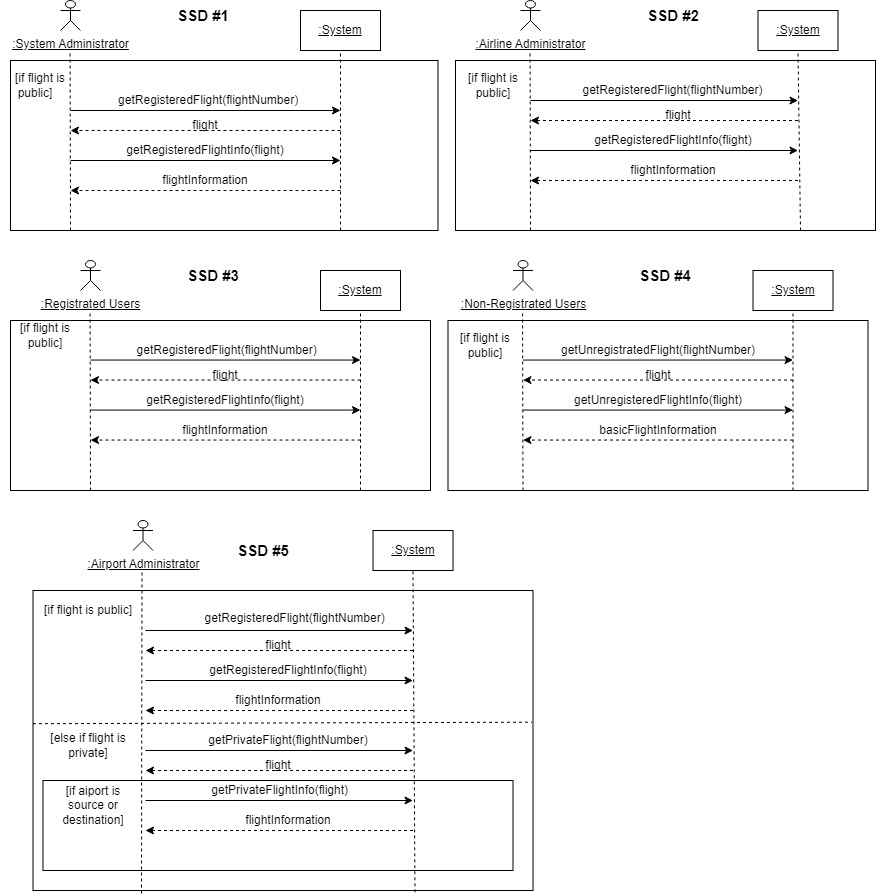 SSD #1
:System Administrator
:System
[if flight is
public]
getRegisteredFlight(flightNumber)
flight
getRegisteredFlightInfo(flight)
flightInformation
SSD #2
:Airline Administrator
:System
[if flight is
public]
getRegisteredFlight(flightNumber)
flight
getRegisteredFlightInfo(flight)
flightInformation
SSD #3
:Registrated Users
:System
[if flight is
public]
getRegisteredFlight(flightNumber)
flight
getRegisteredFlightInfo(flight)
flightInformation
SSD #4
:Non-Registrated Users
:System
[if flight is
public]
getUnregistratedFlight(flightNumber)
flight
getUnregisteredFlightInfo(flight)
basicFlightInformation
SSD #5
:Airport Administrator
:System
[if flight is public]
getRegisteredFlight(flightNumber)
flight
getRegisteredFlightInfo(flight)
flightInformation
[else if flight is
private]
getPrivateFlight(flightNumber)
flight
[if aiport is
source or
destination]
getPrivateFlightInfo(flight)
flightInformation